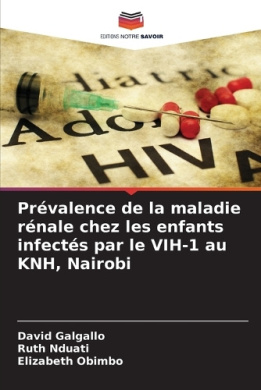 EDITIONS NOTRE SAVOIR
diatric
Ado
HIV
Prévalence de la maladie
rénale chez les enfants
infectés par le VIH-1 au
KNH, Nairobi
David Galgallo
Ruth Nduati
Elizabeth Obimbo